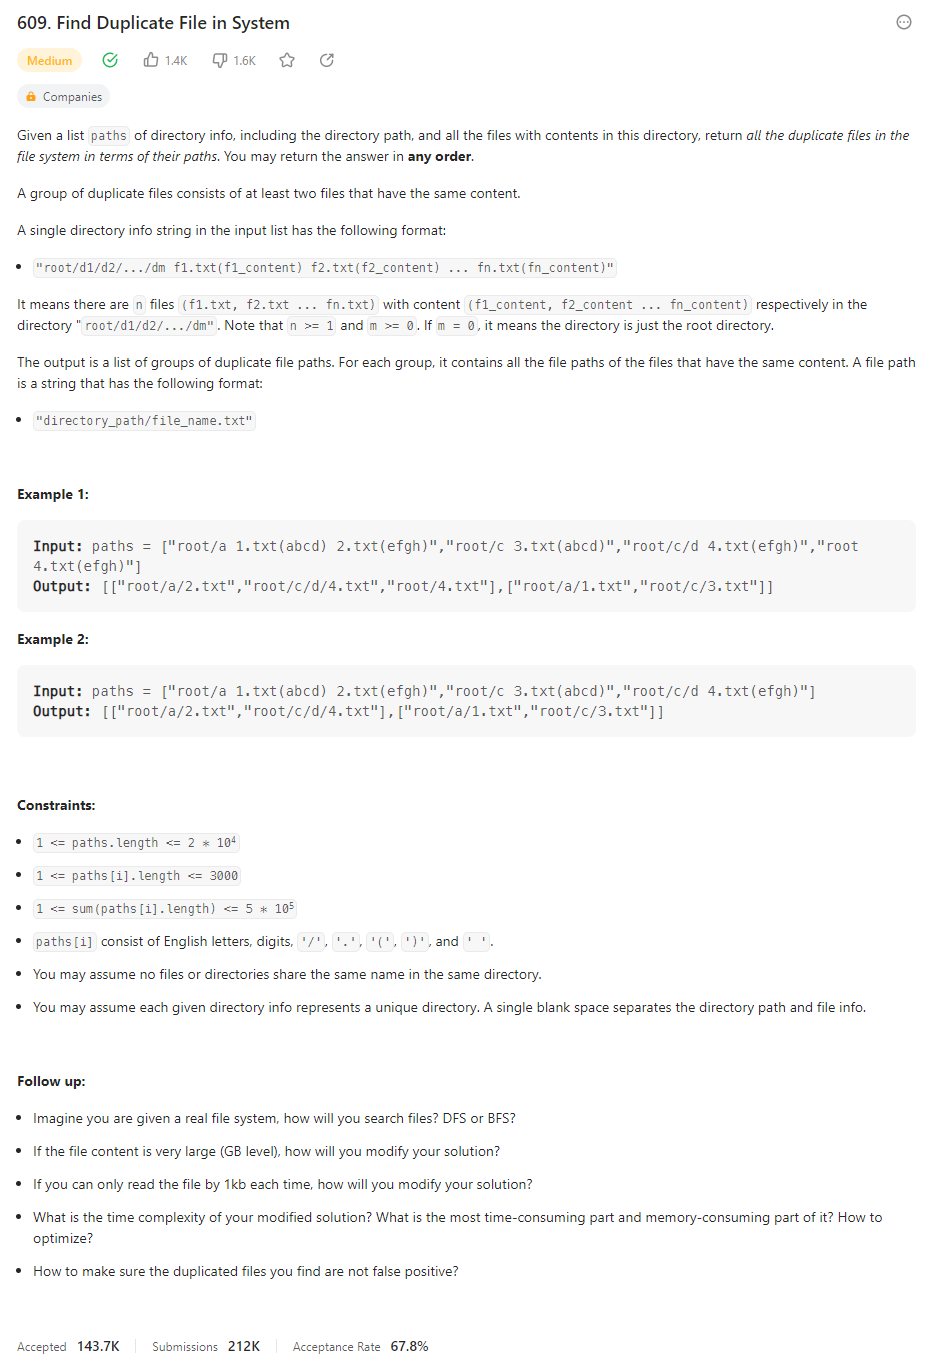 609. Find Duplicate File in System
Medium 1.4K 1.6K
Companies
Given a list paths of directory info, including the directory path, and all the files with contents in this directory, return all the duplicate files in the
file system in terms of their paths. You may return the answer in any order.
A group of duplicate files consists of at least two files that have the same content.
A single directory info string in the input list has the following format:
• "root/d1/d2/.../dm f1.txt(f1_content) f2.txt(f2_content) ... fn.txt(fn_content)"
It means there are n files (f1.txt, f2.txt ... fn.txt) with content (f1_content, f2_content ... fn_content) respectively in the
directory "root/d1/d2/.../dm". Note that n >= 1 and m >= 0. If m = 0, it means the directory is just the root directory.
The output is a list of groups of duplicate file paths. For each group, it contains all the file paths of the files that have the same content. A file path
is a string that has the following format:
• "directory_path/file_name.txt"
Example 1:
Input: paths = ["root/a 1.txt(abcd) 2.txt(efgh)","root/c 3.txt(abcd)","root/c/d 4.txt(efgh)","root
4.txt(efgh)"]
Output: [["root/a/2.txt","root/c/d/4.txt","root/4.txt"],["root/a/1.txt","root/c/3.txt"]]
Example 2:
Input: paths = ["root/a 1.txt(abcd) 2.txt(efgh)","root/c 3.txt(abcd)","root/c/d 4.txt(efgh)"]
Output: [["root/a/2.txt","root/c/d/4.txt"],["root/a/1.txt","root/c/3.txt"]]
Constraints:
• 1 <= paths.length <= 2 * 10⁴
• 1 <= paths[i].length <= 3000
• 1 <= sum(paths[i].length) <= 5 * 10⁵
• paths[i] consist of English letters, digits, '/', '.', '(', ')', and ' '.
• You may assume no files or directories share the same name in the same directory.
• You may assume each given directory info represents a unique directory. A single blank space separates the directory path and file info.
Follow up:
• Imagine you are given a real file system, how will you search files? DFS or BFS?
• If the file content is very large (GB level), how will you modify your solution?
• If you can only read the file by 1kb each time, how will you modify your solution?
• What is the time complexity of your modified solution? What is the most time-consuming part and memory-consuming part of it? How to
optimize?
• How to make sure the duplicated files you find are not false positive?
Accepted 143.7K Submissions 212K Acceptance Rate 67.8%